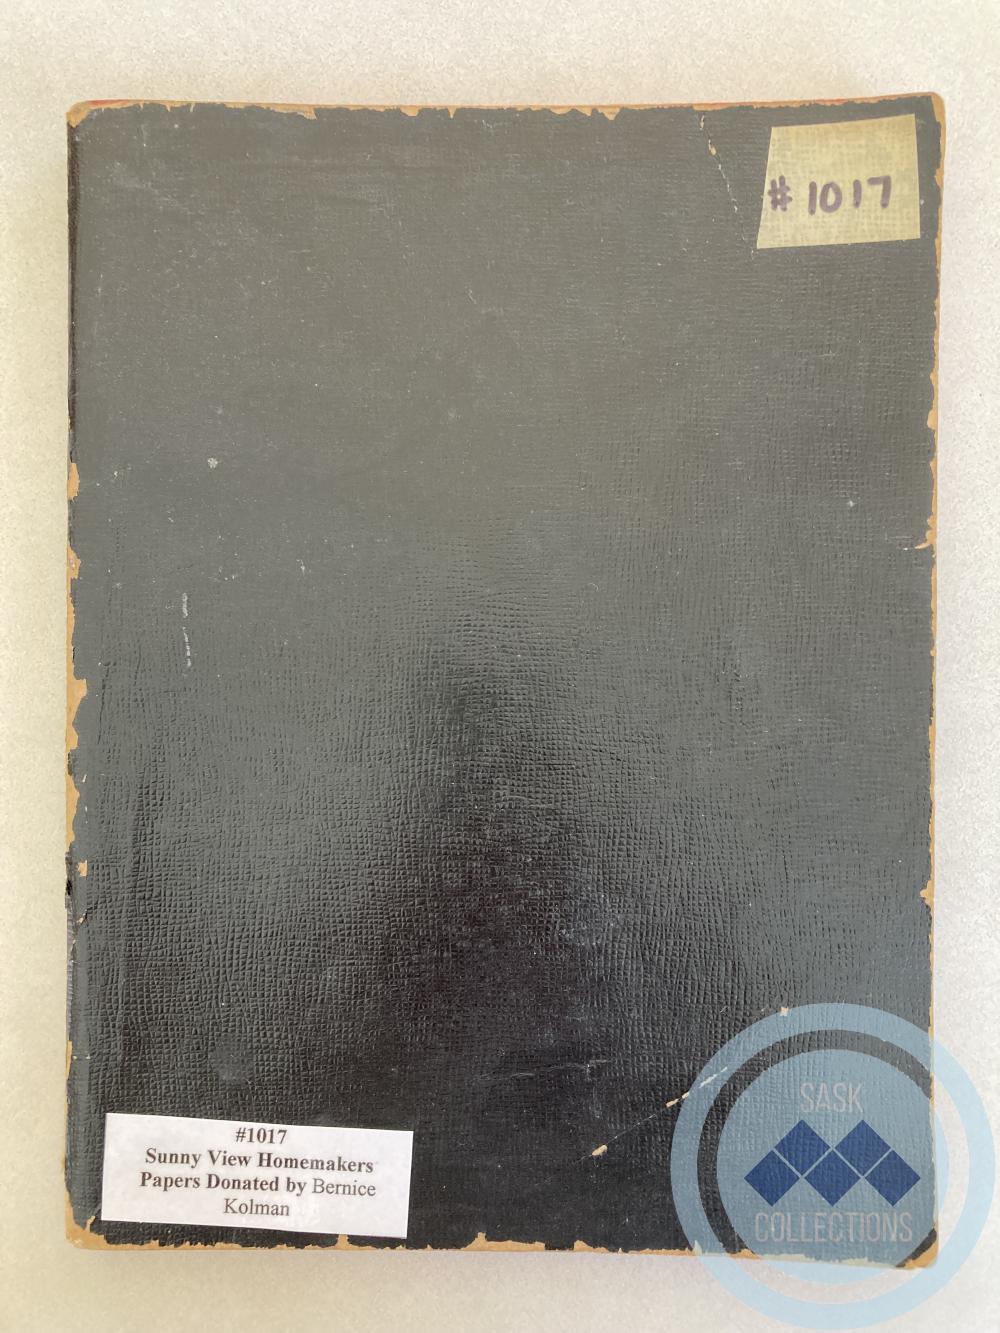 # 1017
#1017
Sunny View Homemakers
Papers Donated by Bernice
Kolman
SASK
COLLECTIONS